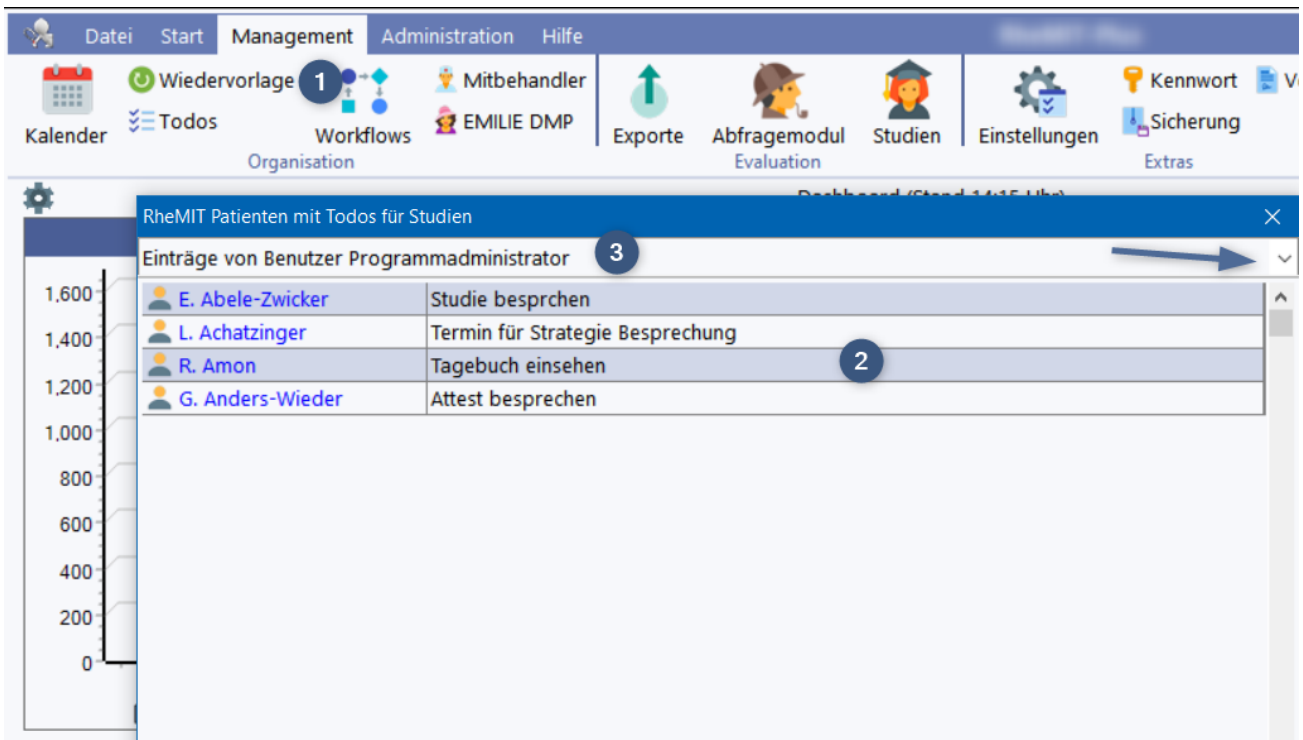 Datei Start Management Administration Hilfe
Wiedervorlage 1 Mitbehandler Kennwort
Todos EMILIE DMP Sicherung
Kalender Workflows Exporte Abfragemodul Studien Einstellungen
Organisation Evaluation Extras
RheMIT Patienten mit Todos für Studien
Einträge von Benutzer Programmadministrator 3
1,600
E. Abele-Zwicker Studie besprchen
1,400
L. Achatzinger Termin für Strategie Besprechung
R. Amon Tagebuch einsehen 2
1,200
G. Anders-Wieder Attest besprechen
1,000
800
600
400
200
0